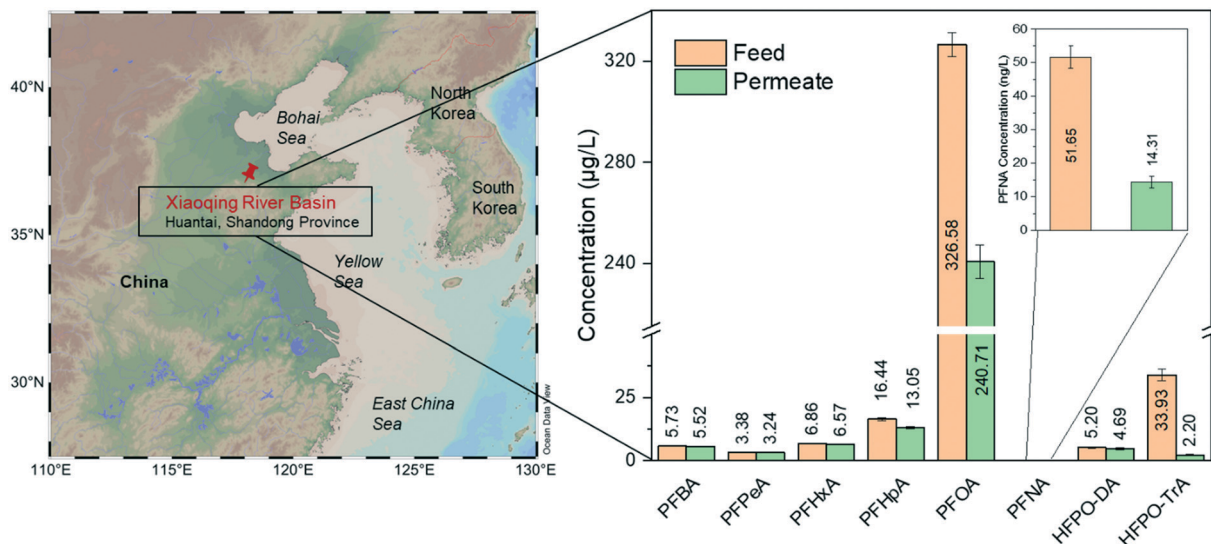 40°N
35°N
30°N
110°E
115°E
120°E
125°E
130°E
Bohai
Sea
North
Korea
South
Korea
Xiaoqing River Basin
Huantai, Shandong Province
Yellow
Sea
China
East China
Sea
Ocean Data View
Concentration (µg/L)
320
280
240
25
0
Feed
Permeate
5.73
5.52
3.38
3.24
6.86
6.57
16.44
13.05
326.58
240.71
5.20
4.69
33.93
2.20
PFBA
PFPeA
PFHxA
PFHpA
PFOA
PFNA
HFPO-DA
HFPO-TrA
PFNA Concentration (ng/L)
60
50
40
30
20
10
0
51.65
14.31